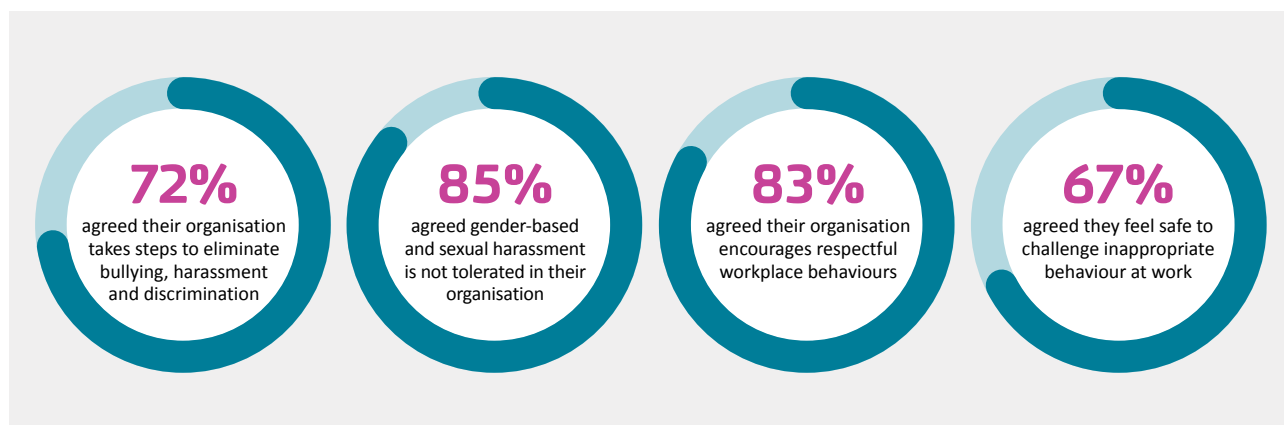 72%
agreed their organisation
takes steps to eliminate
bullying, harassment
and discrimination
85%
agreed gender-based
and sexual harassment
is not tolerated in their
organisation
83%
agreed their organisation
encourages respectful
workplace behaviours
67%
agreed they feel safe to
challenge inappropriate
behaviour at work